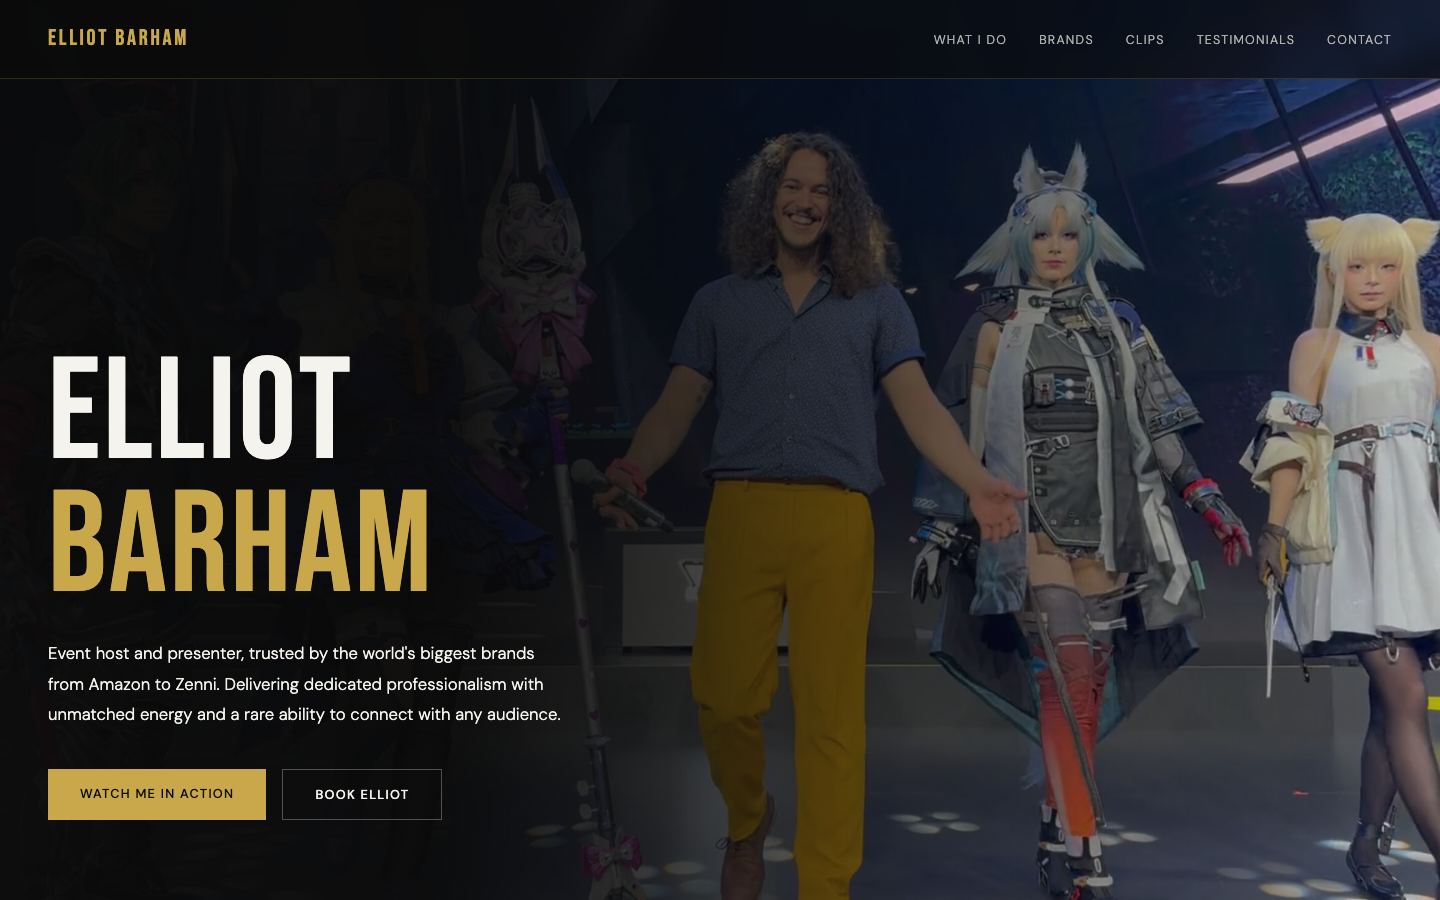 ELLIOT BARHAM
WHAT I DO
BRANDS
CLIPS
TESTIMONIALS
CONTACT
ELLIOT
BARHAM
Event host and presenter, trusted by the world's biggest brands
from Amazon to Zenni. Delivering dedicated professionalism with
unmatched energy and a rare ability to connect with any audience.
WATCH ME IN ACTION
BOOK ELLIOT